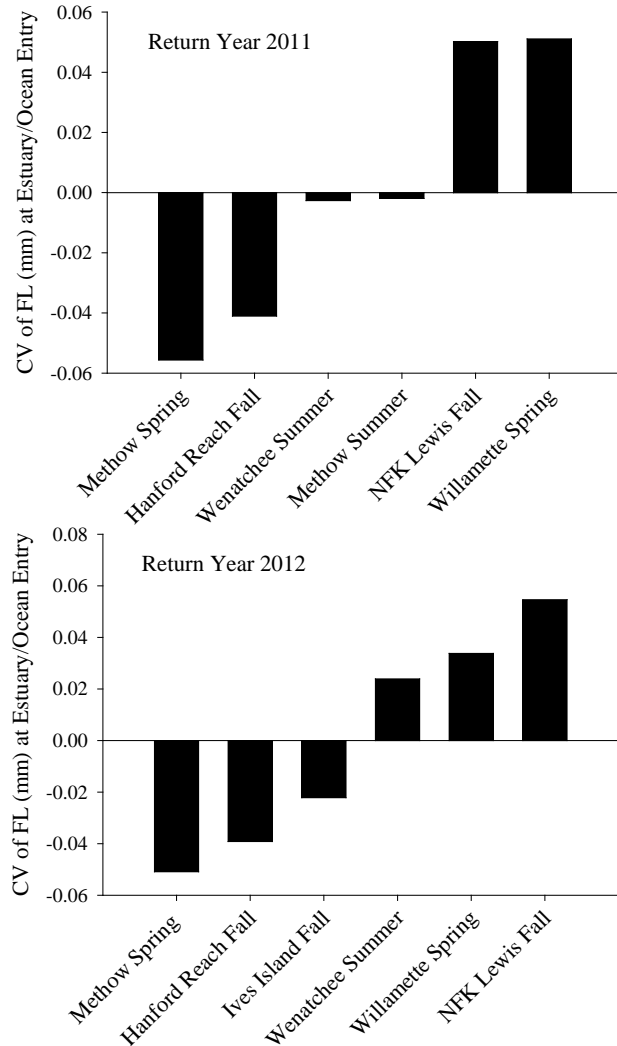 Return Year 2011
CV of FL (mm) at Estuary/Ocean Entry
0.06
0.04
0.02
0.00
-0.02
-0.04
-0.06
Methow Spring
Hanford Reach Fall
Wenatchee Summer
Methow Summer
NFK Lewis Fall
Willamette Spring
Return Year 2012
CV of FL (mm) at Estuary/Ocean Entry
0.08
0.06
0.04
0.02
0.00
-0.02
-0.04
-0.06
Methow Spring
Hanford Reach Fall
Ives Island Fall
Wenatchee Summer
Willamette Spring
NFK Lewis Fall